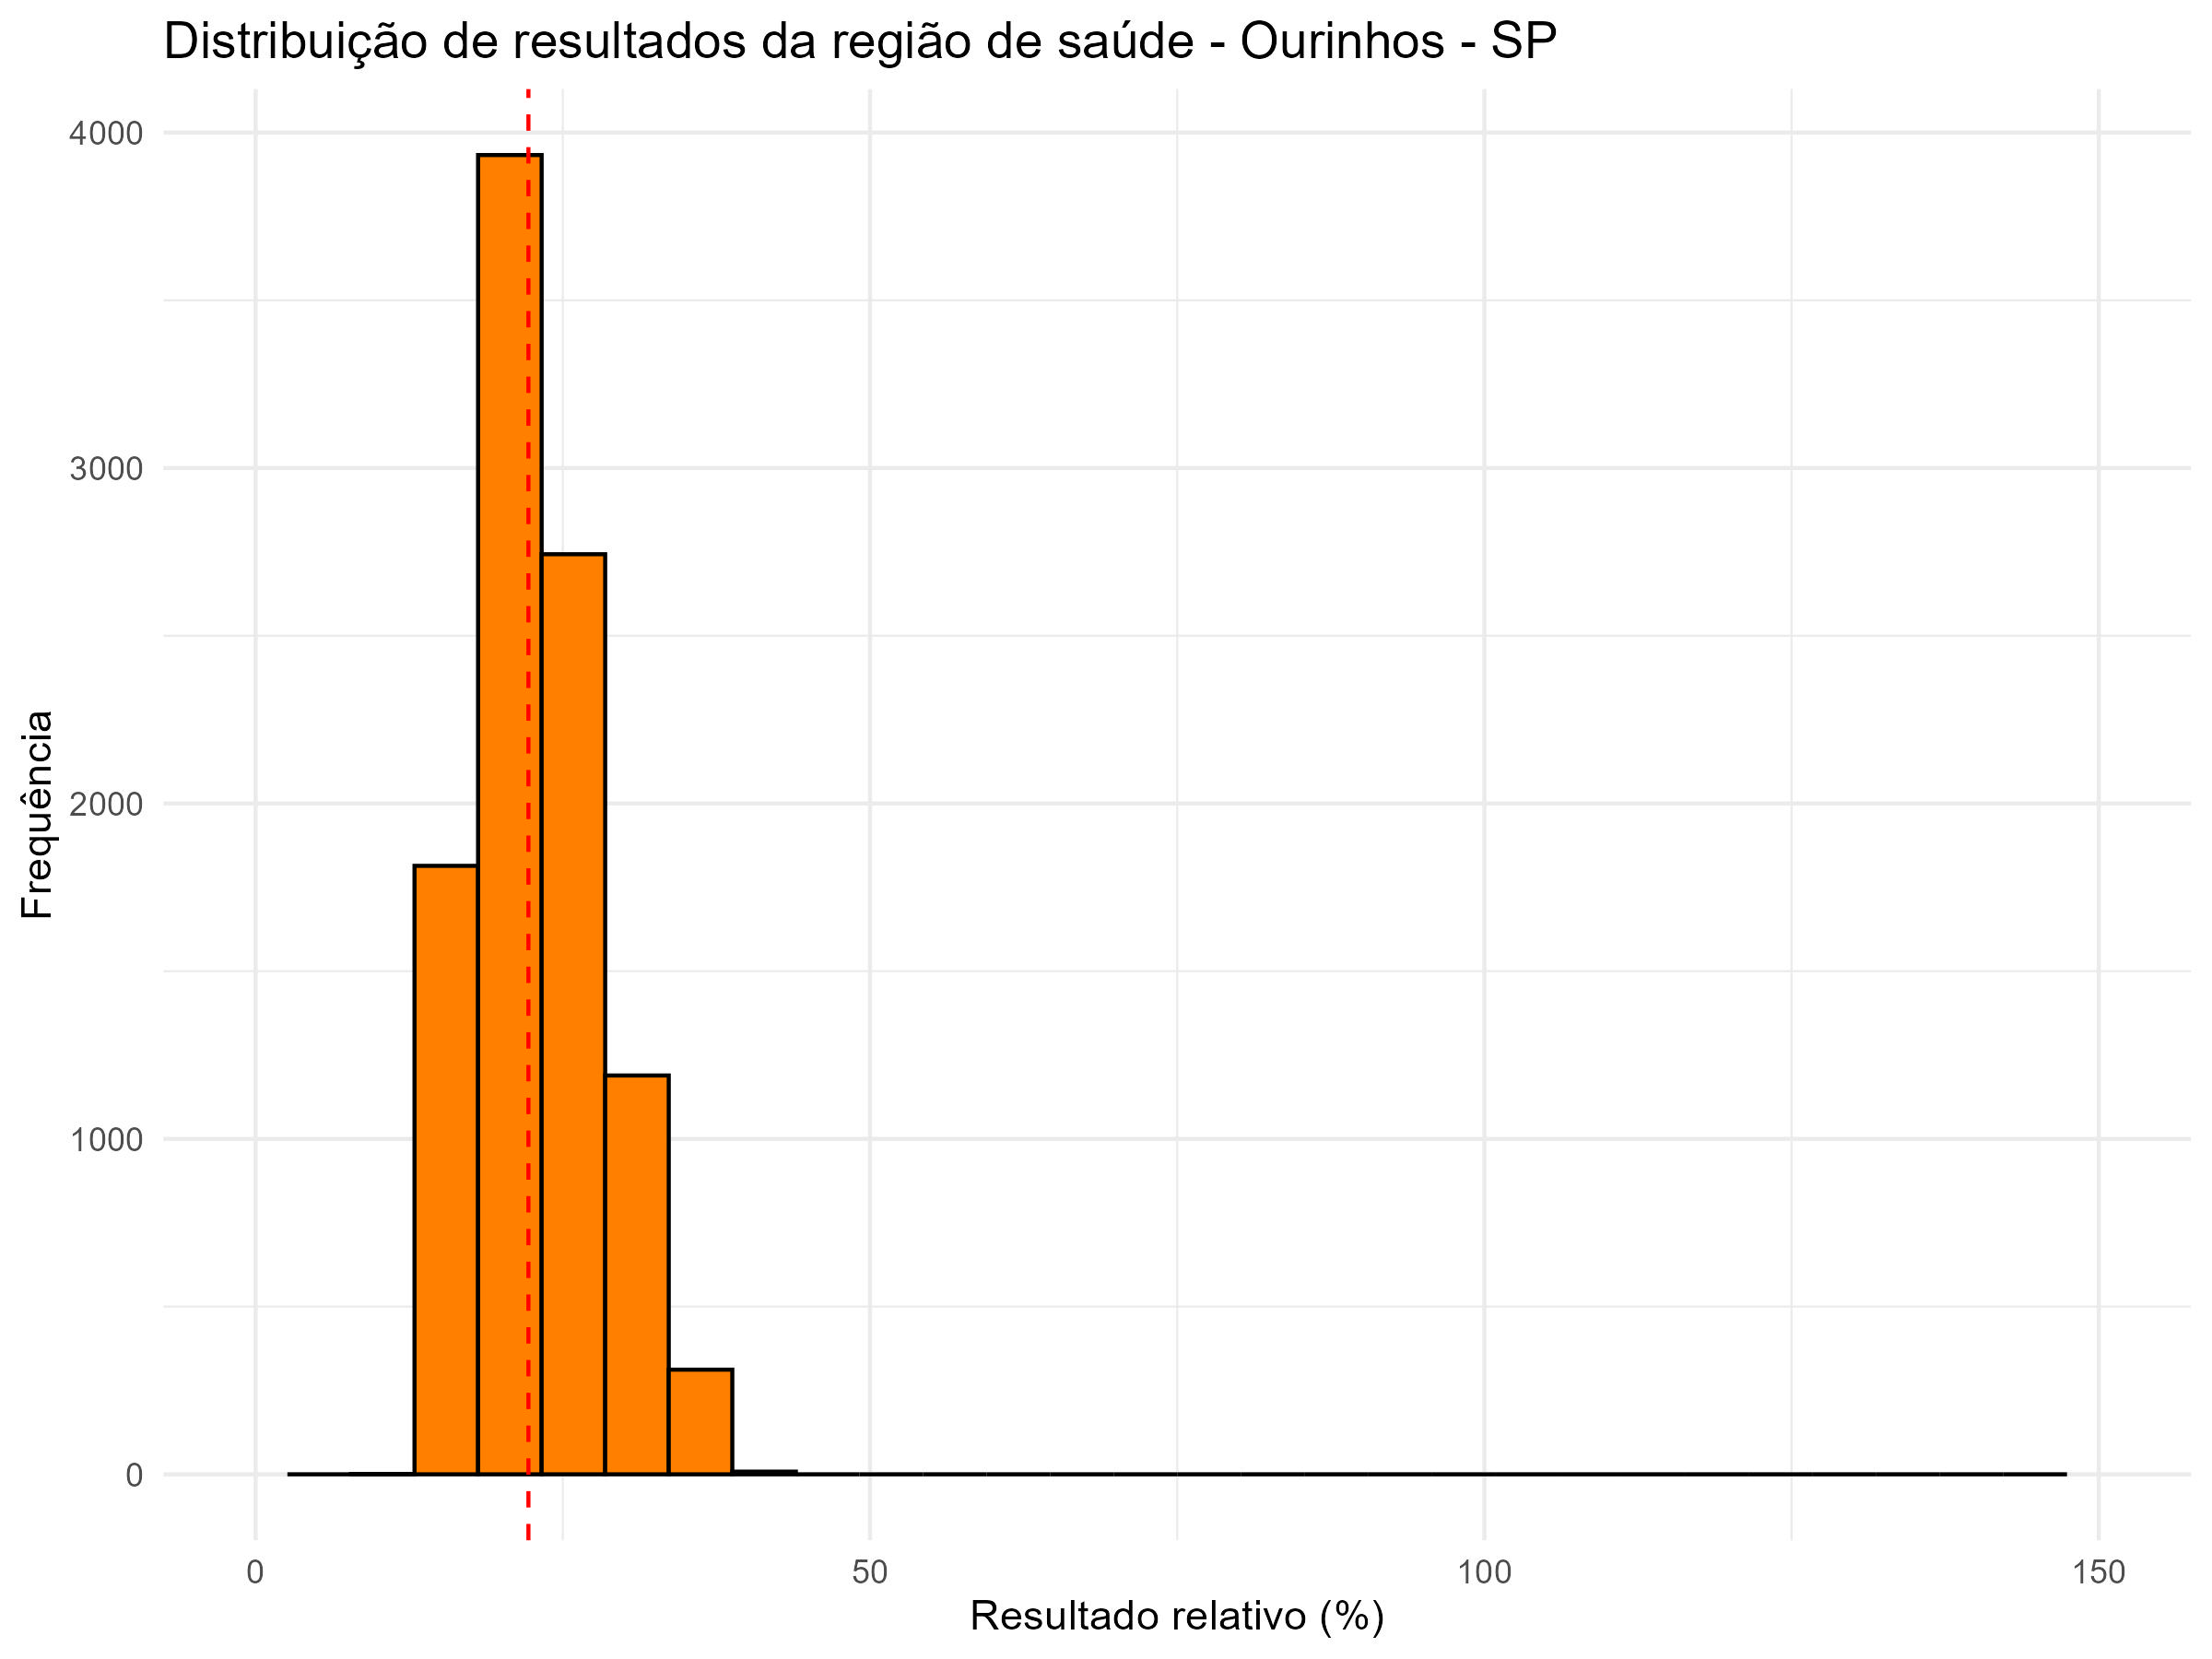 Distribuição de resultados da região de saúde - Ourinhos - SP
4000
3000
2000
1000
0
Frequência
0 50 100 150
Resultado relativo (%)